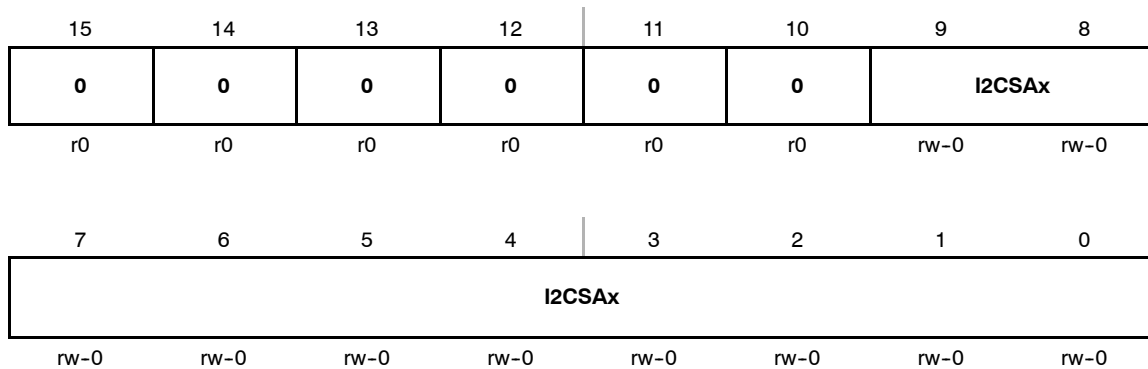 15 14 13 12 11 10 9 8
0 0 0 0 0 0 I2CSAx
r0 r0 r0 r0 r0 r0 rw-0 rw-0
7 6 5 4 3 2 1 0
I2CSAx
rw-0 rw-0 rw-0 rw-0 rw-0 rw-0 rw-0 rw-0